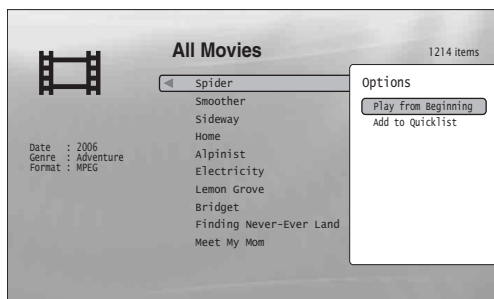 All Movies
1214 items
Spider
Smoother
Sideway
Home
Alpinist
Electricity
Lemon Grove
Bridget
Finding Never-Ever Land
Meet My Mom
Date : 2006
Genre : Adventure
Format : MPEG
Options
Play from Beginning
Add to Quicklist